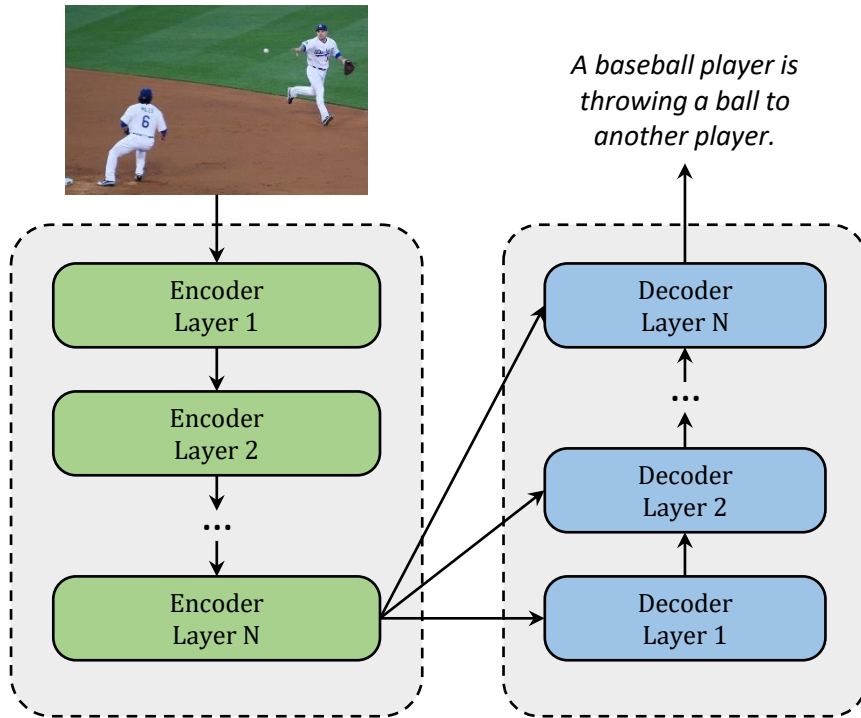 A baseball player is
throwing a ball to
another player.
6
Encoder
Layer 1
Encoder
Layer 2
...
Encoder
Layer N
Decoder
Layer N
...
Decoder
Layer 2
Decoder
Layer 1